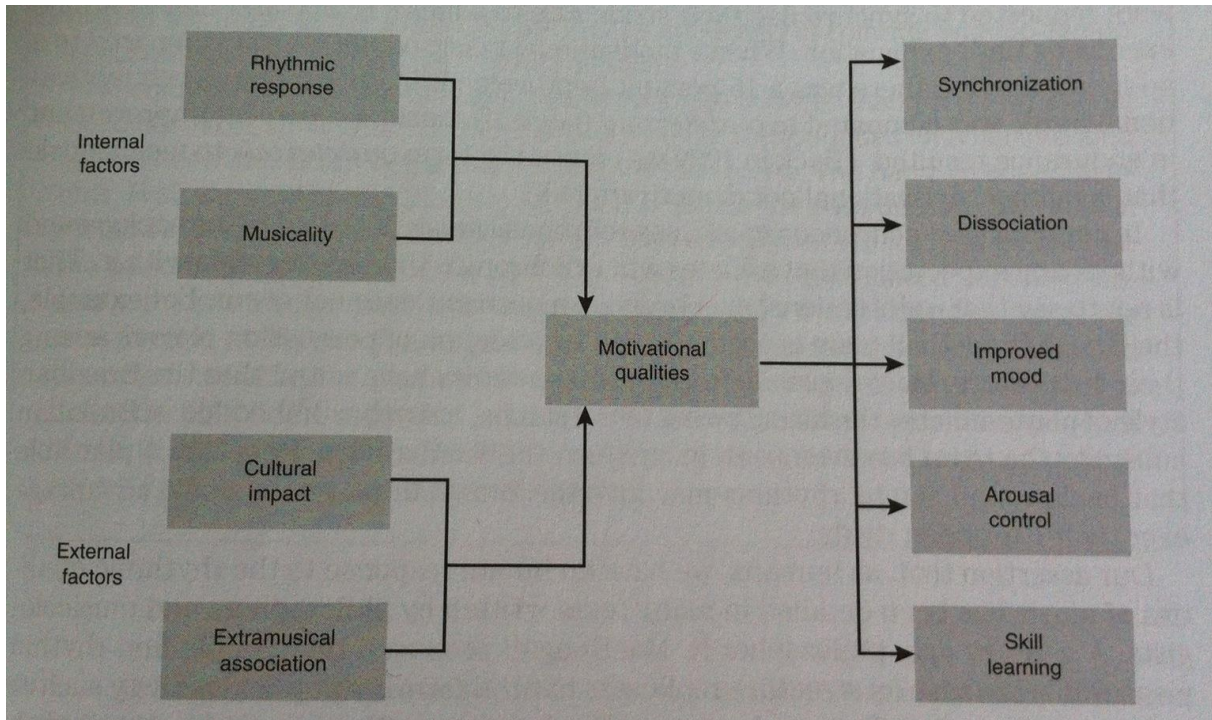 Rhythmic
response
Internal
factors
Musicality
Motivational
qualities
Cultural
impact
External
factors
Extramusical
association
Synchronization
Dissociation
Improved
mood
Arousal
control
Skill
learning